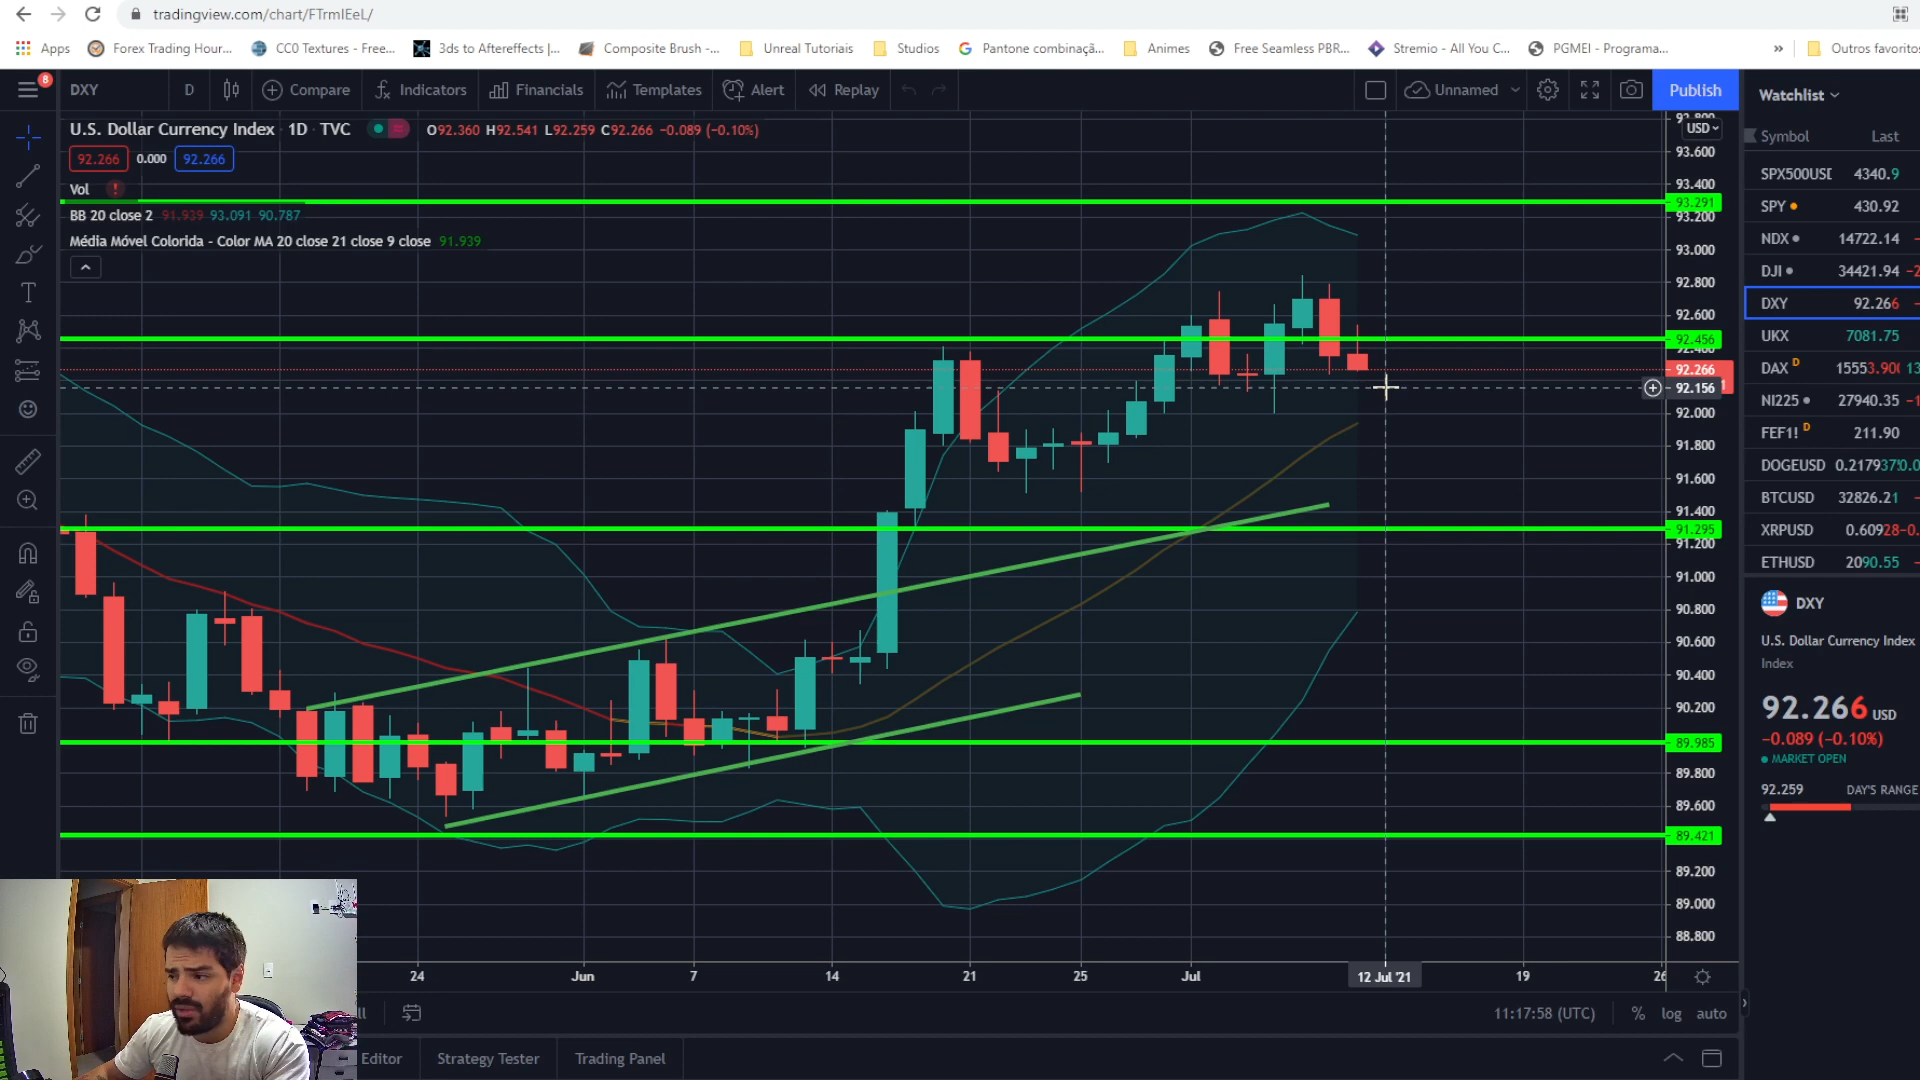 tradingview.com/chart/FTrmIEeL/
Apps
Forex Trading Hour...
CC0 Textures - Free...
3ds to Aftereffects |...
Composite Brush -...
Unreal Tutoriais
Studios
Pantone combinaçã...
Animes
Free Seamless PBR...
Stremio - All You C...
PGMEI - Programa...
»
Outros favoritos
8
DXY
D
Compare
Indicators
Financials
Templates
Alert
Replay
Unnamed
Publish
Watchlist
U.S. Dollar Currency Index · 1D · TVC
O92.360 H92.541 L92.259 C92.266 −0.089 (−0.10%)
92.266
0.000
92.266
Vol
BB 20 close 2 91.939 93.091 90.787
Média Móvel Colorida - Color MA 20 close 21 close 9 close 91.939
USD
93.600
93.400
93.291
93.200
93.000
92.800
92.600
92.456
92.400
92.266
92.156
92.000
91.800
91.600
91.400
91.295
91.200
91.000
90.800
90.600
90.400
90.200
89.985
89.800
89.600
89.421
89.200
89.000
88.800
24
Jun
7
14
21
25
Jul
12 Jul '21
19
26
11:17:58 (UTC)
%
log
auto
Editor
Strategy Tester
Trading Panel
Symbol
Last
SPX500USD 4340.9
SPY 430.92
NDX 14722.14
DJI 34421.94
DXY 92.266
UKX 7081.75
DAX D 15553.90
NI225 27940.35
FEF1! D 211.90
DOGEUSD 0.217937
BTCUSD 32826.21
XRPUSD 0.60928
ETHUSD 2090.55
DXY
U.S. Dollar Currency Index
Index
92.266 USD
−0.089 (−0.10%)
MARKET OPEN
92.259
DAY'S RANGE